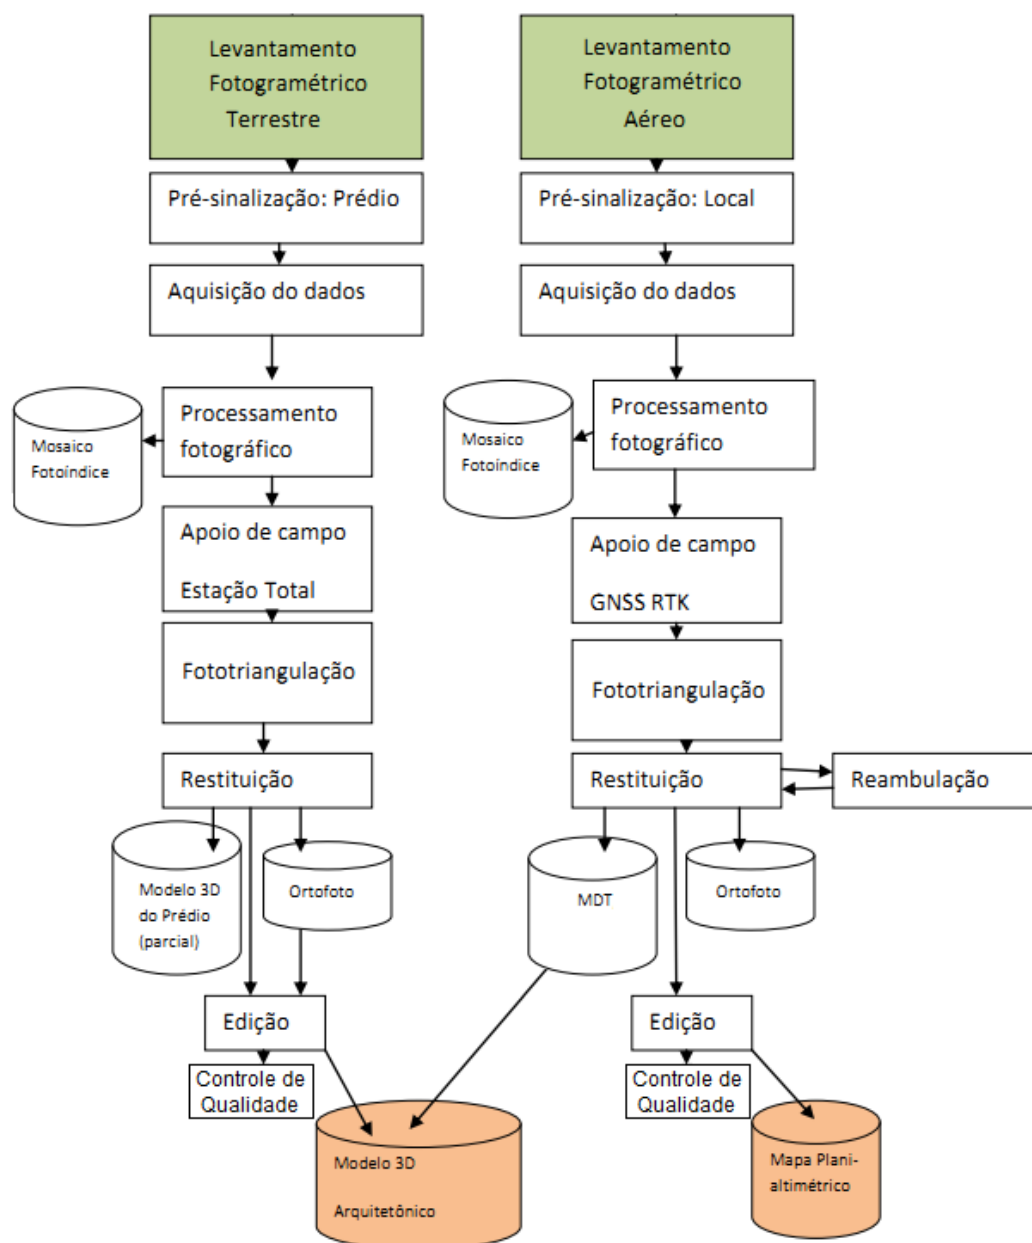 Levantamento
Fotogramétrico
Terrestre
Pré-sinalização: Prédio
Aquisição do dados
Processamento
fotográfico
Mosaico
Fotoíndice
Apoio de campo
Estação Total
Fototriangulação
Restituição
Modelo 3D
do Prédio
(parcial)
Ortofoto
Edição
Controle de
Qualidade
Modelo 3D
Arquitetônico
Levantamento
Fotogramétrico
Aéreo
Pré-sinalização: Local
Aquisição do dados
Processamento
fotográfico
Mosaico
Fotoíndice
Apoio de campo
GNSS RTK
Fototriangulação
Restituição
Reambulação
MDT
Ortofoto
Edição
Controle de
Qualidade
Mapa Plani-
altimétrico